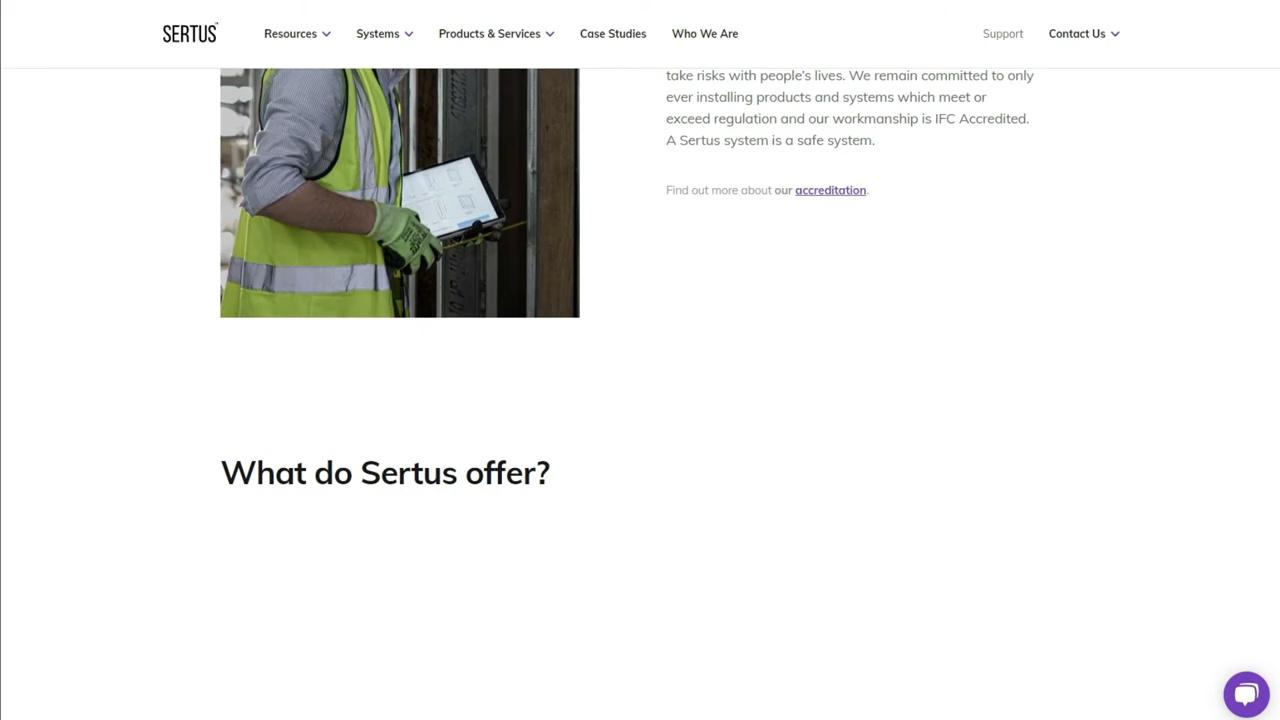 SERTUS
Resources
Systems
Products & Services
Case Studies
Who We Are
Support
Contact Us
take risks with people's lives. We remain committed to only
ever installing products and systems which meet or
exceed regulation and our workmanship is IFC Accredited.
A Sertus system is a safe system.
Find out more about our accreditation.
What do Sertus offer?